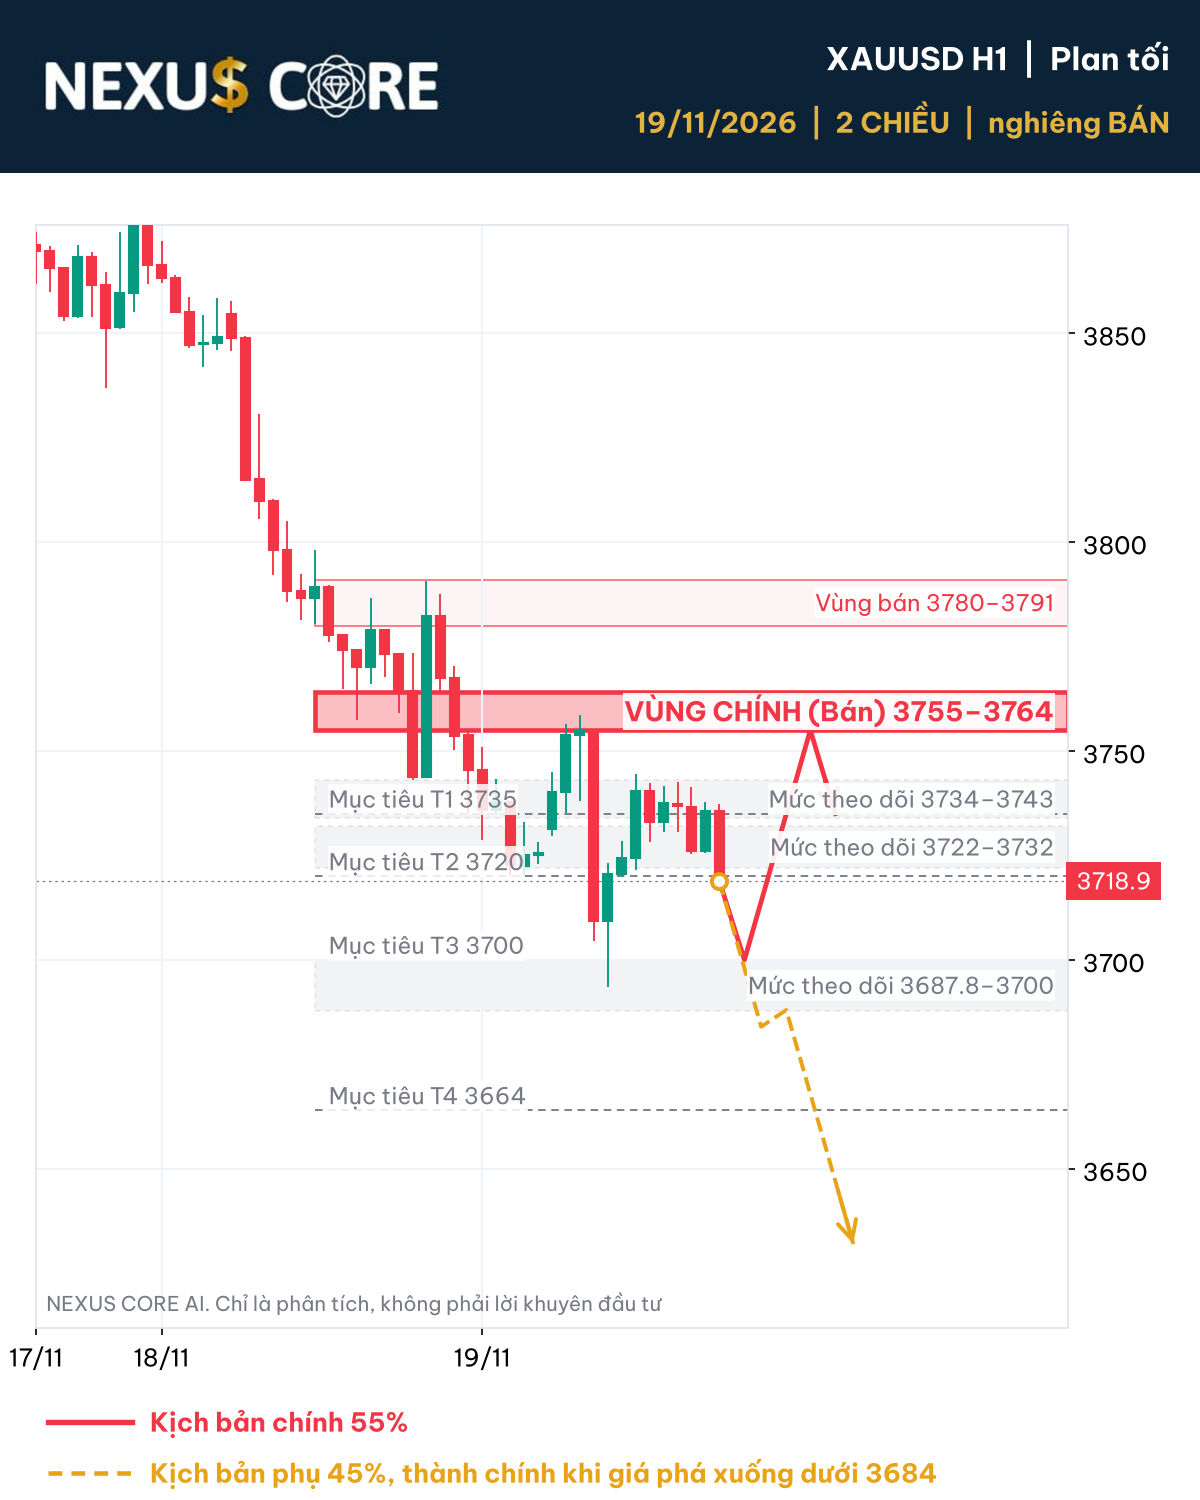 NEXU$ CORE
XAUUSD H1 | Plan tối
19/11/2026 | 2 CHIỀU | nghiêng BÁN
3850
3800
Vùng bán 3780–3791
VÙNG CHÍNH (Bán) 3755–3764
3750
Mục tiêu T1 3735
Mức theo dõi 3734–3743
Mức theo dõi 3722–3732
Mục tiêu T2 3720
3718.9
Mục tiêu T3 3700
3700
Mức theo dõi 3687.8–3700
Mục tiêu T4 3664
3650
NEXUS CORE AI. Chỉ là phân tích, không phải lời khuyên đầu tư
17/11 18/11 19/11
Kịch bản chính 55%
Kịch bản phụ 45%, thành chính khi giá phá xuống dưới 3684